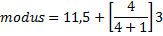 modus = 11,5 + [4/(4 + 1)] 3